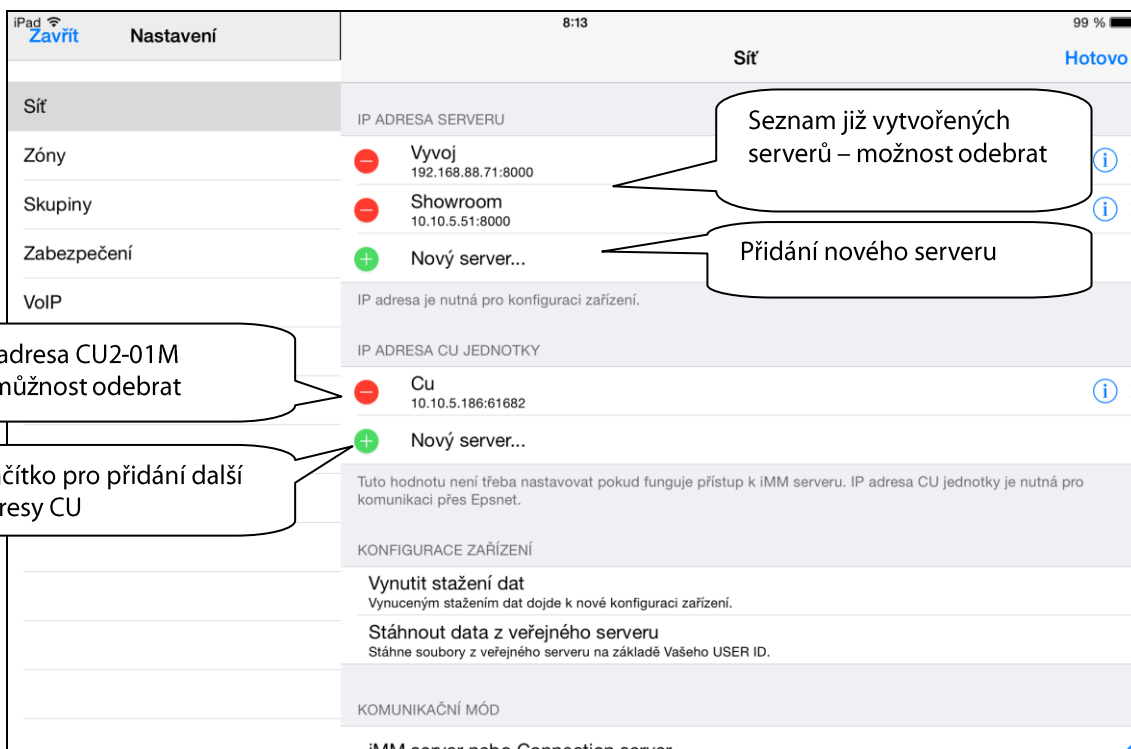 iPad 8:13 99 %
Zavřít Nastavení
Síť Hotovo
Síť
Zóny
Skupiny
Zabezpečení
VoIP
IP ADRESA SERVERU
Vyvoj
192.168.88.71:8000
Showroom
10.10.5.51:8000
Nový server...
IP adresa je nutná pro konfiguraci zařízení.
Seznam již vytvořených
serverů – možnost odebrat
Přidání nového serveru
adresa CU2-01M
můžnost odebrat
IP ADRESA CU JEDNOTKY
Cu
10.10.5.186:61682
Nový server...
čítko pro přidání další
resy CU
Tuto hodnotu není třeba nastavovat pokud funguje přístup k iMM serveru. IP adresa CU jednotky je nutná pro
komunikaci přes Epsnet.
KONFIGURACE ZAŘÍZENÍ
Vynutit stažení dat
Vynuceným stažením dat dojde k nové konfiguraci zařízení.
Stáhnout data z veřejného serveru
Stáhne soubory z veřejného serveru na základě Vašeho USER ID.
KOMUNIKAČNÍ MÓD
iMM server nebo Connection server